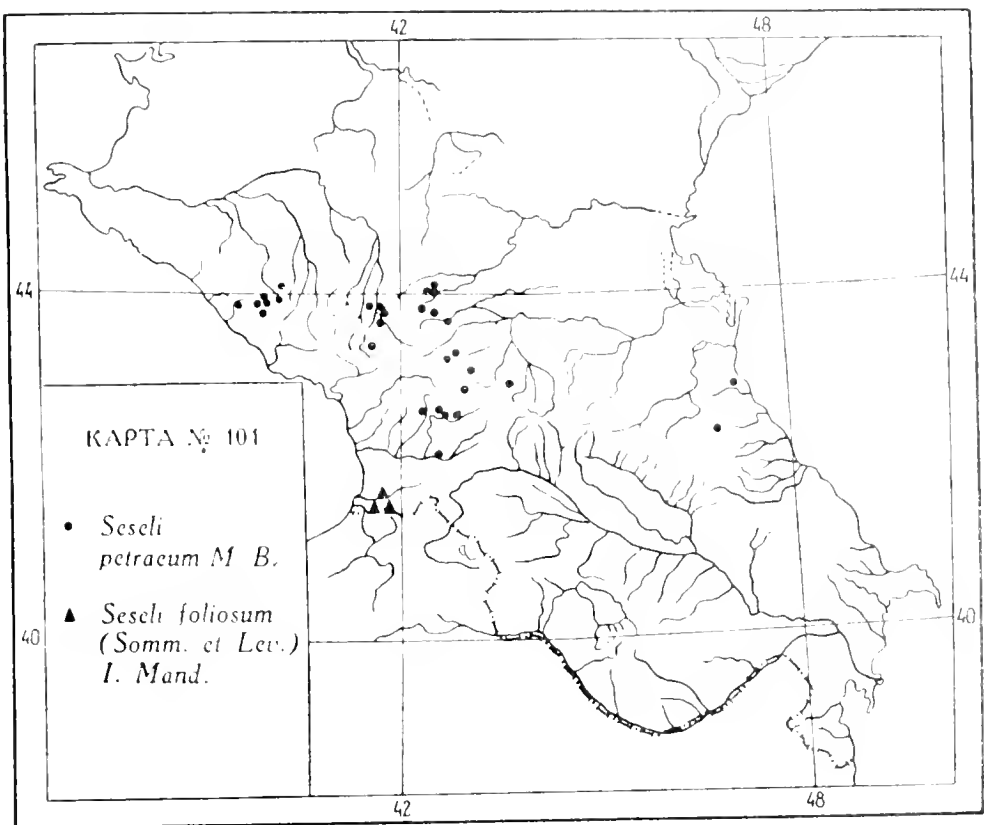 42 48
44 44
КАРТА № 101
Seseli
petraeum M. B.
Seseli foliosum
(Somm. et Lev.)
I. Mand.
40 40
42 48